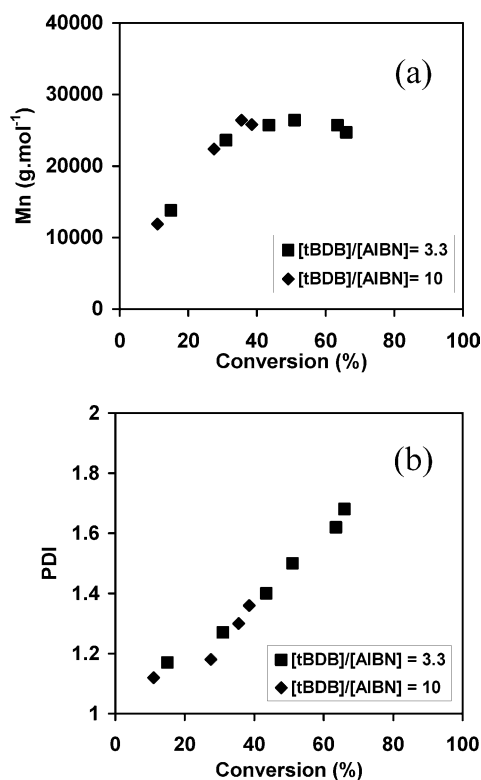 40000
(a)
30000
20000
10000
0
Mn (g.mol-1)
[tBDB]/[AIBN]= 3.3
[tBDB]/[AIBN]= 10
0 20 40 60 80 100
Conversion (%)
2
(b)
1.8
1.6
1.4
1.2
1
PDI
[tBDB]/[AIBN] = 3.3
[tBDB]/[AIBN] = 10
0 20 40 60 80 100
Conversion (%)